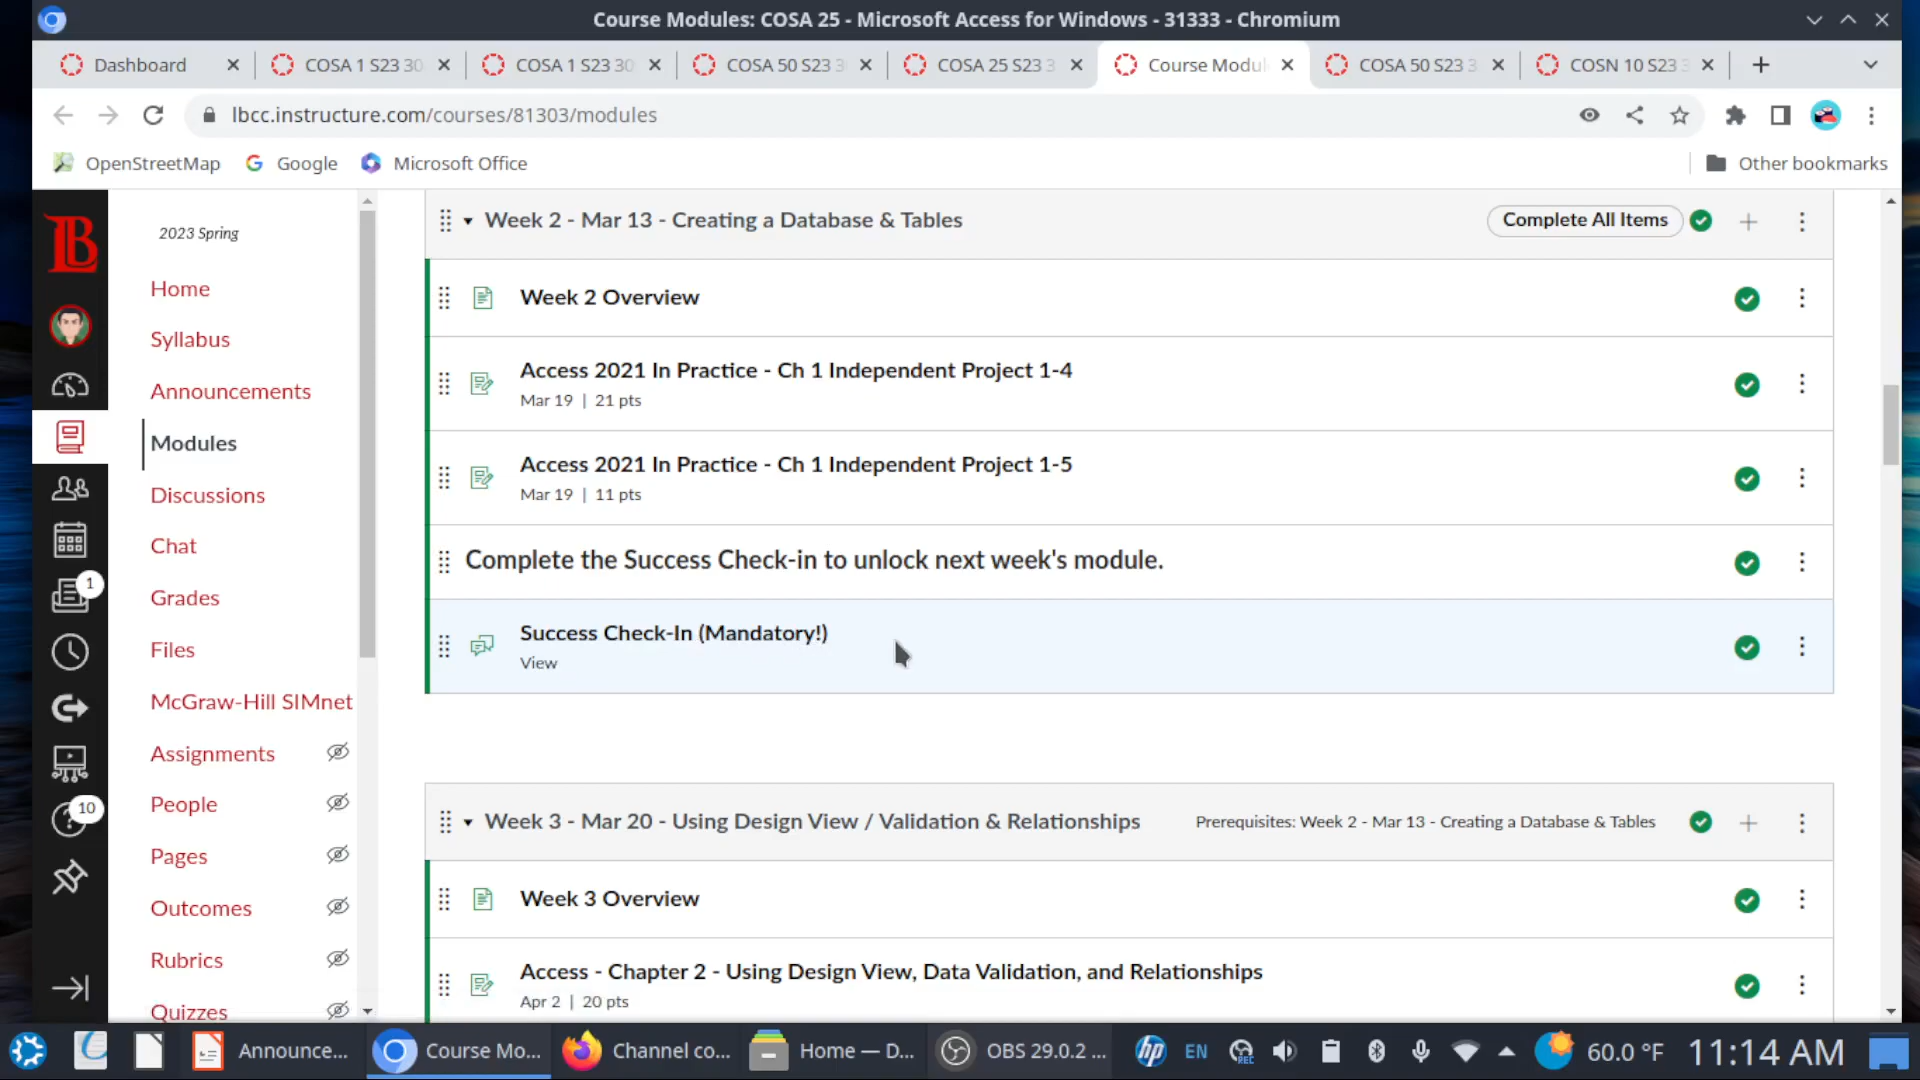 Course Modules: COSA 25 - Microsoft Access for Windows - 31333 - Chromium
Dashboard
COSA 1 S23 30
COSA 1 S23 30
COSA 50 S23 3
COSA 25 S23 3
Course Modul
COSA 50 S23 3
COSN 10 S23 3
lbcc.instructure.com/courses/81303/modules
OpenStreetMap
Google
Microsoft Office
Other bookmarks
LB
2023 Spring
Home
Syllabus
Announcements
Modules
Discussions
Chat
Grades
Files
McGraw-Hill SIMnet
Assignments
People
Pages
Outcomes
Rubrics
Quizzes
1
10
Week 2 - Mar 13 - Creating a Database & Tables
Complete All Items
Week 2 Overview
Access 2021 In Practice - Ch 1 Independent Project 1-4
Mar 19 | 21 pts
Access 2021 In Practice - Ch 1 Independent Project 1-5
Mar 19 | 11 pts
Complete the Success Check-in to unlock next week's module.
Success Check-In (Mandatory!)
View
Week 3 - Mar 20 - Using Design View / Validation & Relationships
Prerequisites: Week 2 - Mar 13 - Creating a Database & Tables
Week 3 Overview
Access - Chapter 2 - Using Design View, Data Validation, and Relationships
Apr 2 | 20 pts
Announce...
Course Mo...
Channel co...
Home — D...
OBS 29.0.2 ...
hp
EN
REC
60.0 °F
11:14 AM